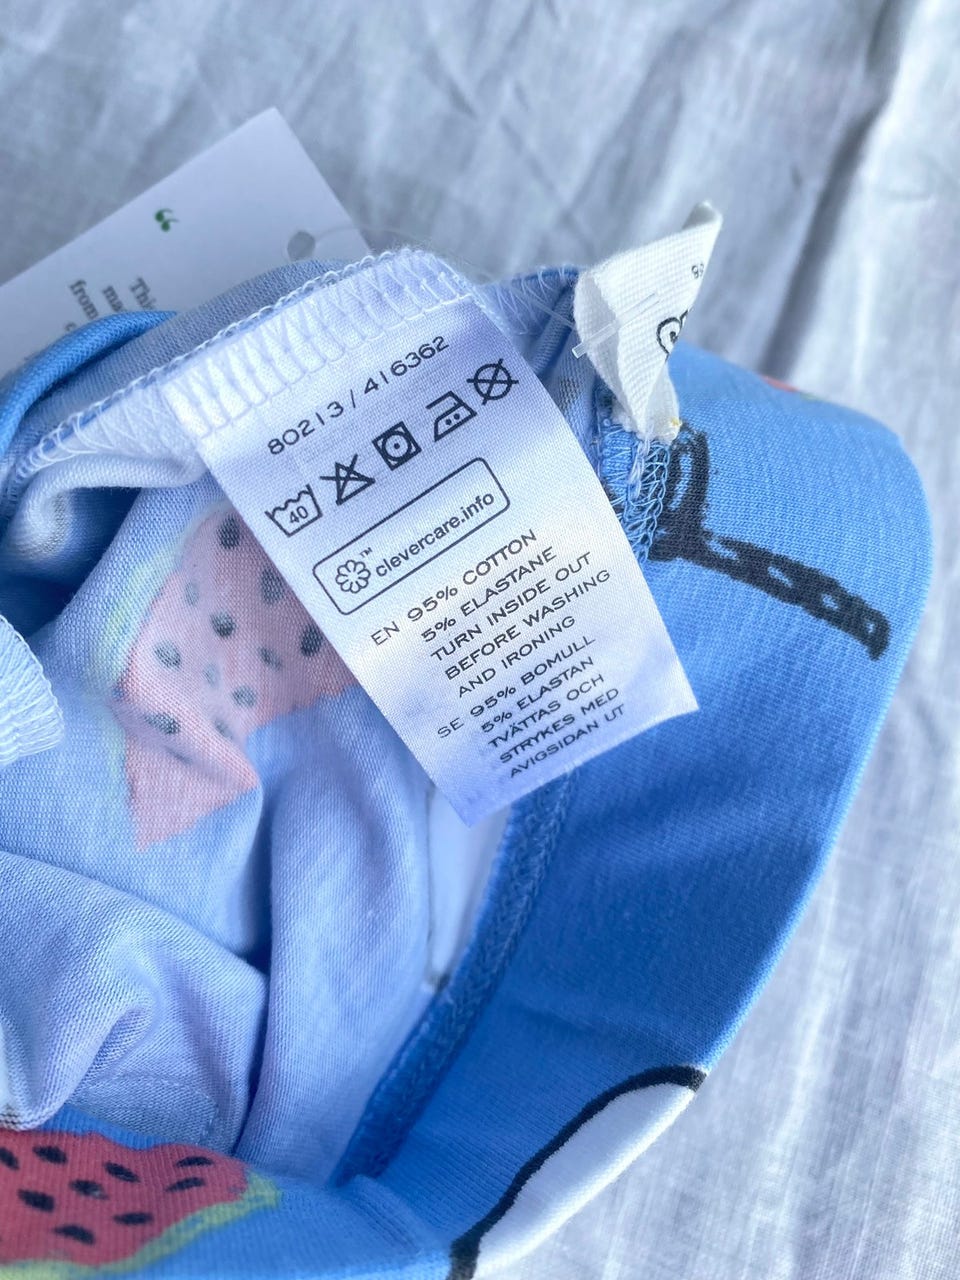 80213 / 416362
40
clevercare.info
EN 95% COTTON
5% ELASTANE
TURN INSIDE OUT
BEFORE WASHING
AND IRONING
SE 95% BOMULL
5% ELASTAN
TVÄTTAS OCH
STRYKES MED
AVIGSIDAN UT
from